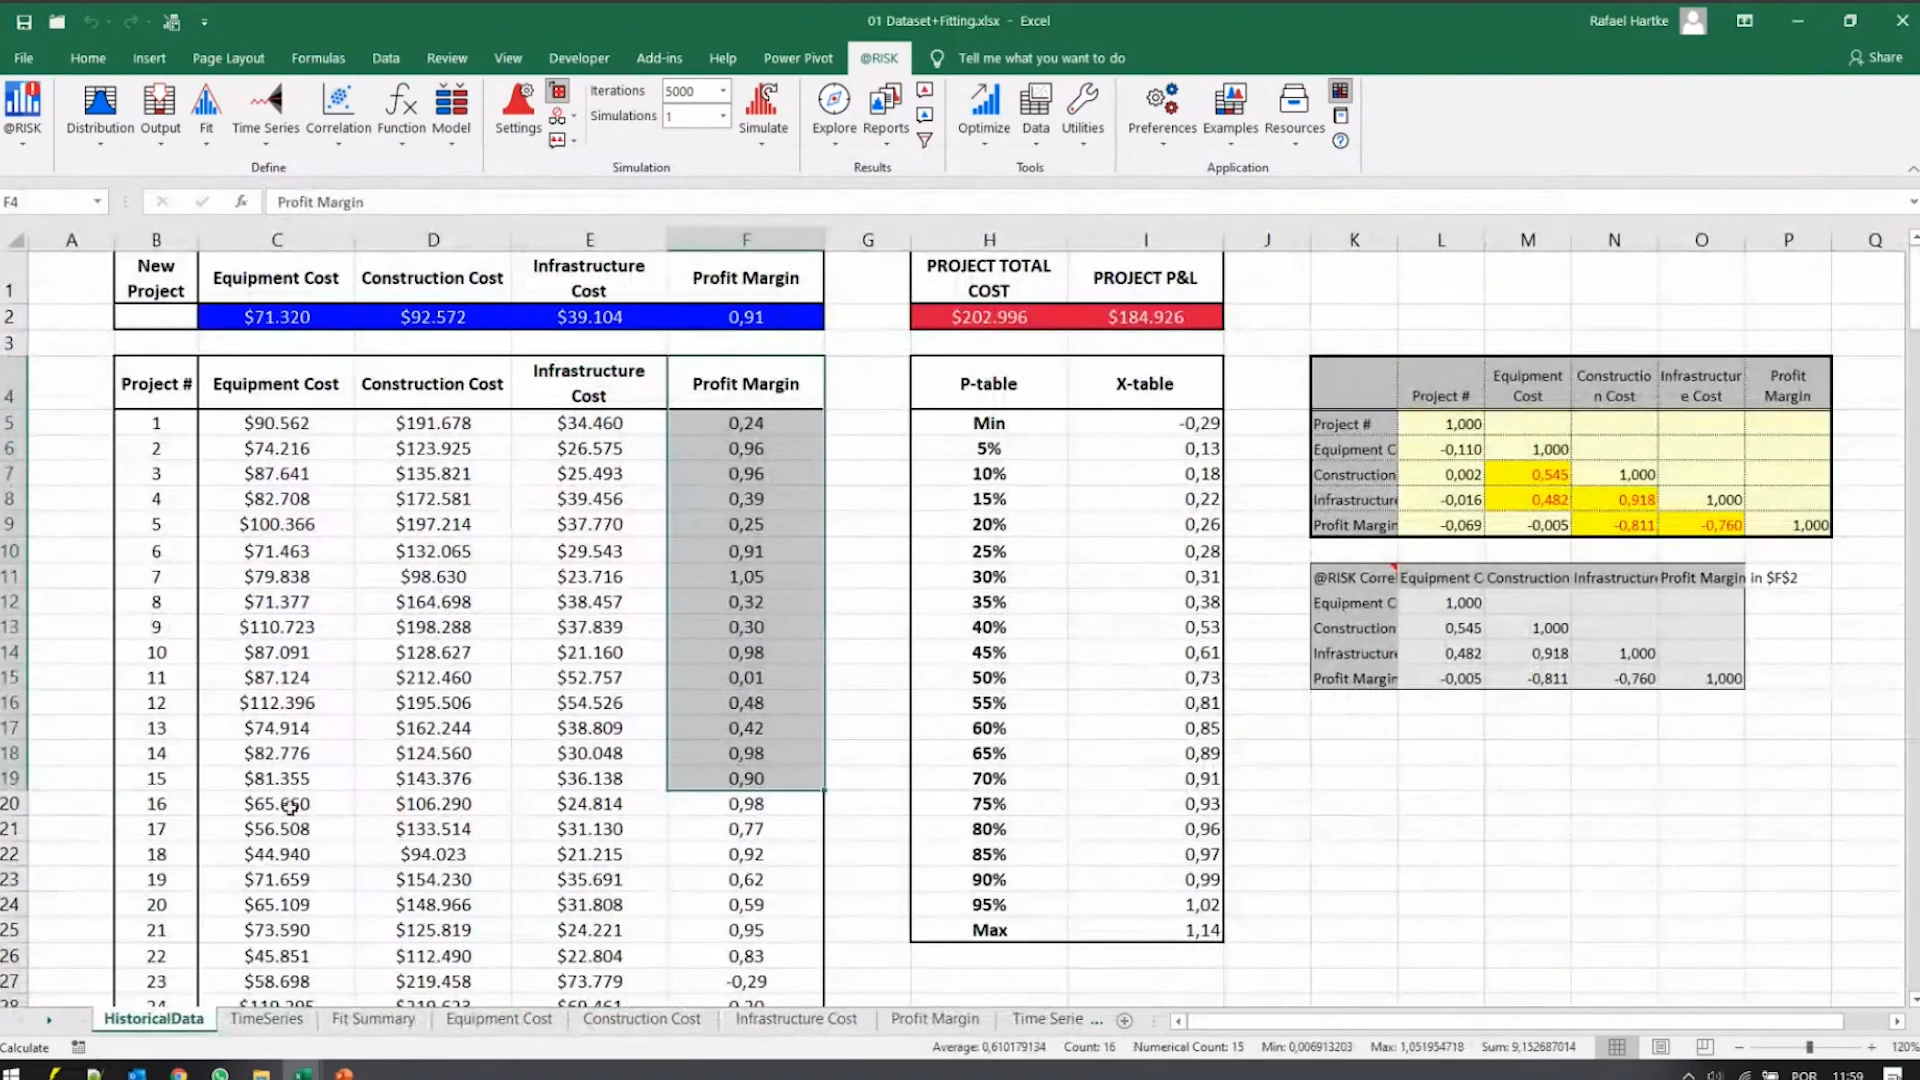 01 Dataset+Fitting.xlsx - Excel
Rafael Hartke
File Home Insert Page Layout Formulas Data Review View Developer Add-ins Help Power Pivot @RISK Tell me what you want to do Share
Iterations 5000
Simulations 1
@RISK Distribution Output Fit Time Series Correlation Function Model Settings Simulate Explore Reports Optimize Data Utilities Preferences Examples Resources
Define Simulation Results Tools Application
F4 fx Profit Margin
A B C D E F G H I J K L M N O P Q
1 New Project Equipment Cost Construction Cost Infrastructure Cost Profit Margin PROJECT TOTAL COST PROJECT P&L
2 $71.320 $92.572 $39.104 0,91 $202.996 $184.926
3
4 Project # Equipment Cost Construction Cost Infrastructure Cost Profit Margin P-table X-table Project # Equipment Cost Constructio n Cost Infrastructur e Cost Profit Margin
5 1 $90.562 $191.678 $34.460 0,24 Min -0,29 Project # 1,000
6 2 $74.216 $123.925 $26.575 0,96 5% 0,13 Equipment C -0,110 1,000
7 3 $87.641 $135.821 $25.493 0,96 10% 0,18 Construction 0,002 0,545 1,000
8 4 $82.708 $172.581 $39.456 0,39 15% 0,22 Infrastructure -0,016 0,482 0,918 1,000
9 5 $100.366 $197.214 $37.770 0,25 20% 0,26 Profit Margin -0,069 -0,005 -0,811 -0,760 1,000
10 6 $71.463 $132.065 $29.543 0,91 25% 0,28
11 7 $79.838 $98.630 $23.716 1,05 30% 0,31 @RISK Corre Equipment C Construction Infrastructur Profit Margin in $F$2
12 8 $71.377 $164.698 $38.457 0,32 35% 0,38 Equipment C 1,000
13 9 $110.723 $198.288 $37.839 0,30 40% 0,53 Construction 0,545 1,000
14 10 $87.091 $128.627 $21.160 0,98 45% 0,61 Infrastructure 0,482 0,918 1,000
15 11 $87.124 $212.460 $52.757 0,01 50% 0,73 Profit Margin -0,005 -0,811 -0,760 1,000
16 12 $112.396 $195.506 $54.526 0,48 55% 0,81
17 13 $74.914 $162.244 $38.809 0,42 60% 0,85
18 14 $82.776 $124.560 $30.048 0,98 65% 0,89
19 15 $81.355 $143.376 $36.138 0,90 70% 0,91
20 16 $106.290 $24.814 0,98 75% 0,93
21 17 $56.508 $133.514 $31.130 0,77 80% 0,96
22 18 $44.940 $94.023 $21.215 0,92 85% 0,97
23 19 $71.659 $154.230 $35.691 0,62 90% 0,99
24 20 $65.109 $148.966 $31.808 0,59 95% 1,02
25 21 $73.590 $125.819 $24.221 0,95 Max 1,14
26 22 $45.851 $112.490 $22.804 0,83
27 23 $58.698 $219.458 $73.779 -0,29
HistoricalData TimeSeries Fit Summary Equipment Cost Construction Cost Infrastructure Cost Profit Margin Time Serie ...
Calculate Average: 0,610179134 Count: 16 Numerical Count: 15 Min: 0,006913203 Max: 1,051954718 Sum: 9,152687014 120%
POR 11:59